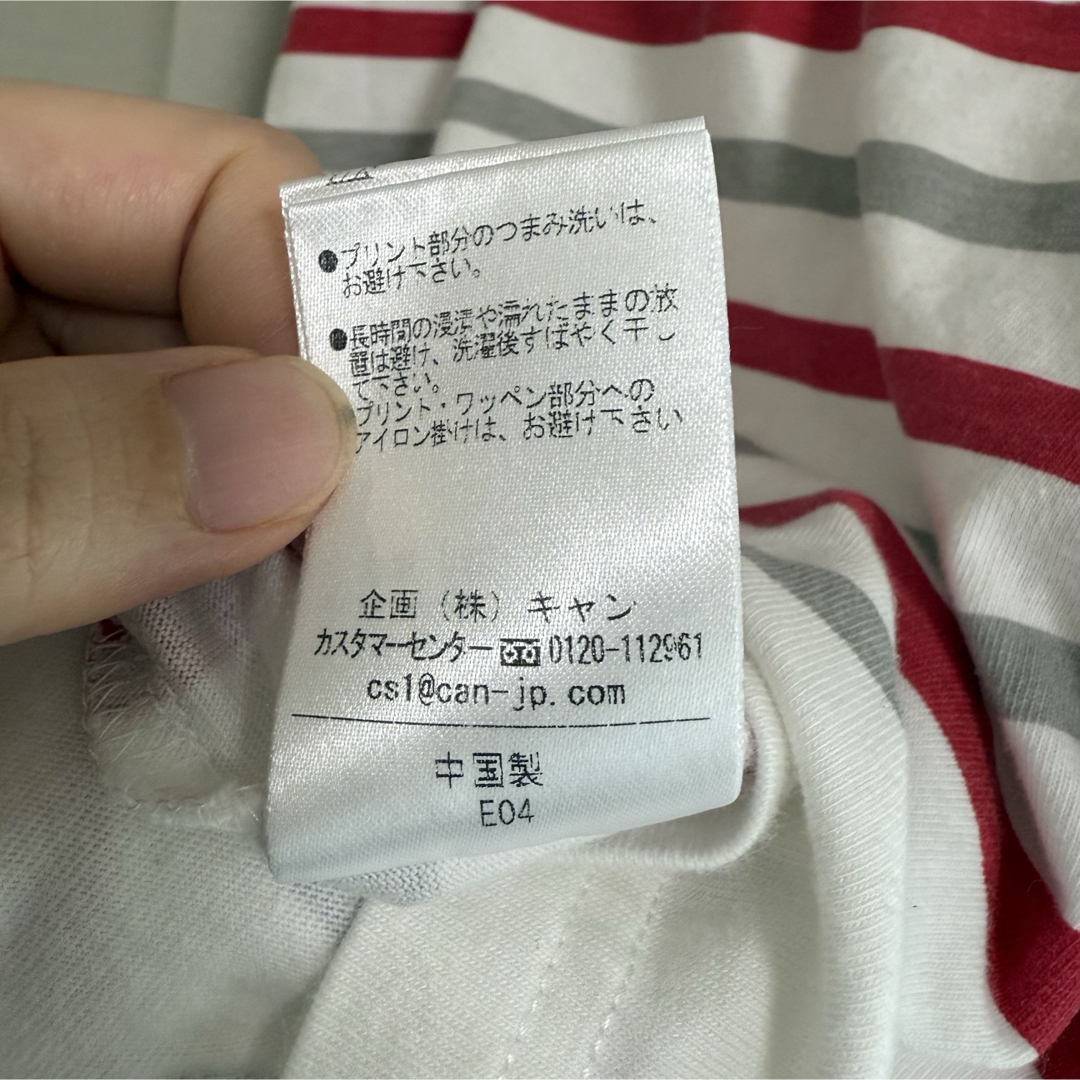 ●プリント部分のつまみ洗いは、
お避け下さい。
●長時間の浸漬や濡れたままの放
置は避け、洗濯後すばやく干し
て下さい。
プリント・ワッペン部分への
アイロン掛けは、お避け下さい
企画（株）キャン
カスタマーセンター 0120-112961
cs1@can-jp.com
中国製
E04